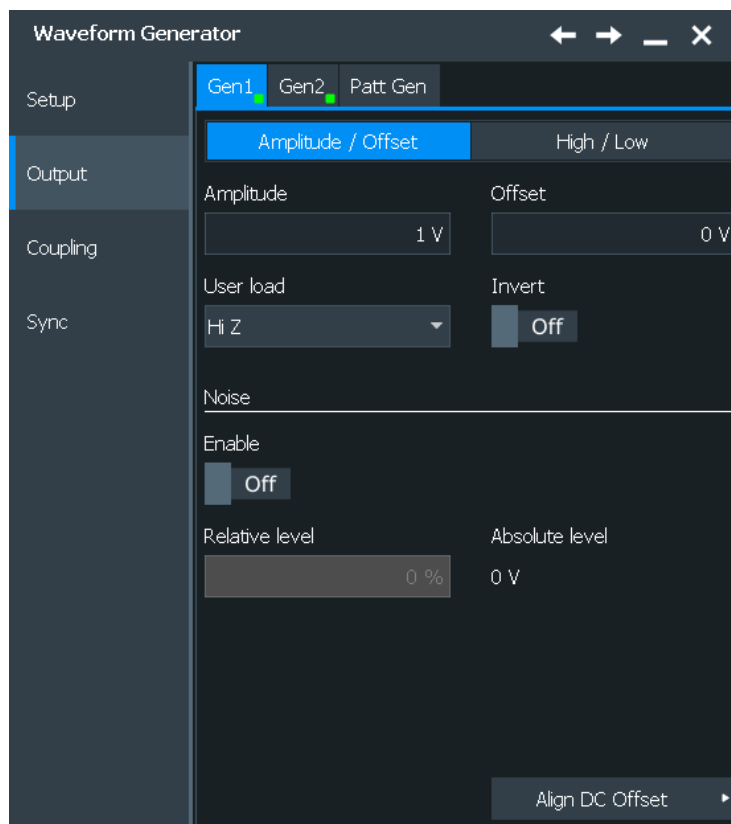 Waveform Generator
Setup
Output
Coupling
Sync
Gen1 Gen2 Patt Gen
Amplitude / Offset High / Low
Amplitude Offset
1 V 0 V
User load Invert
Hi Z Off
Noise
Enable
Off
Relative level Absolute level
0 % 0 V
Align DC Offset